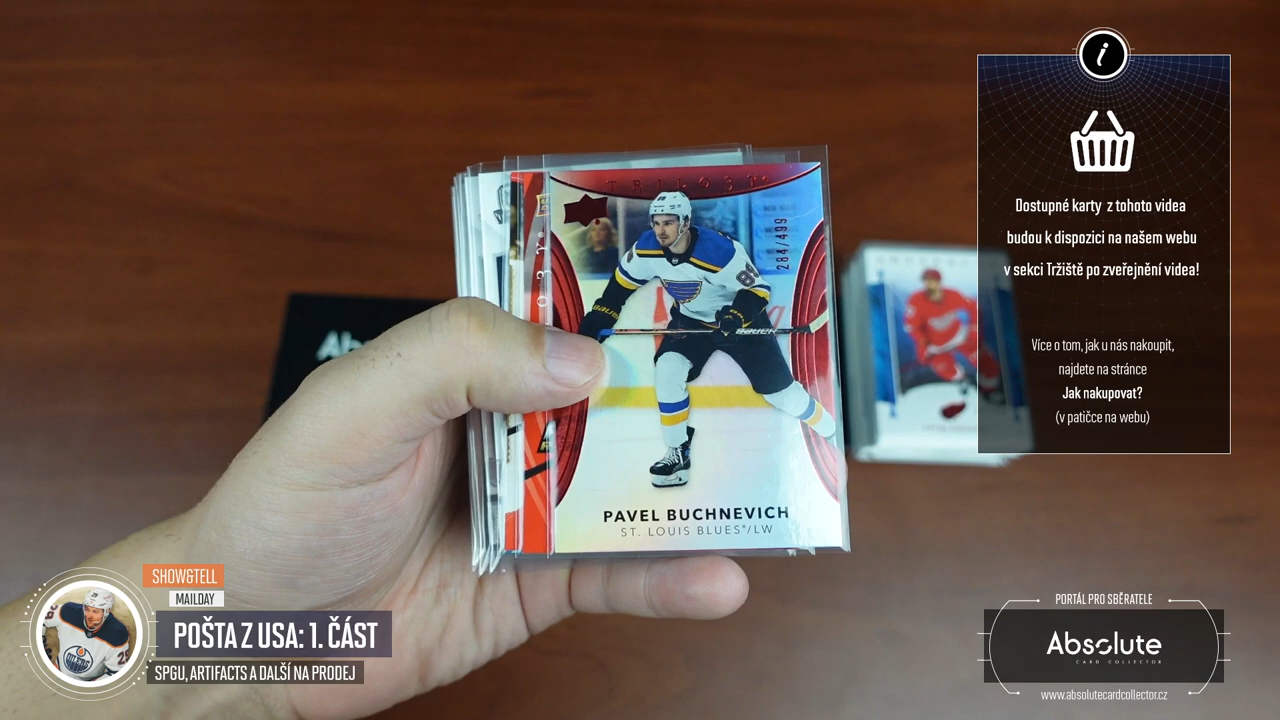 TRILOGY
284/499
89
BAUER
BAUER
PAVEL BUCHNEVICH
ST. LOUIS BLUES®/LW
i
Dostupné karty z tohoto videa
budou k dispozici na našem webu
v sekci Tržiště po zveřejnění videa!
Více o tom, jak u nás nakoupit,
najdete na stránce
Jak nakupovat?
(v patičce na webu)
SHOW&TELL
MAILDAY
POŠTA Z USA: 1. ČÁST
SPGU, ARTIFACTS A DALŠÍ NA PRODEJ
PORTÁL PRO SBĚRATELE
Absolute
CARD COLLECTOR
www.absolutecardcollector.cz